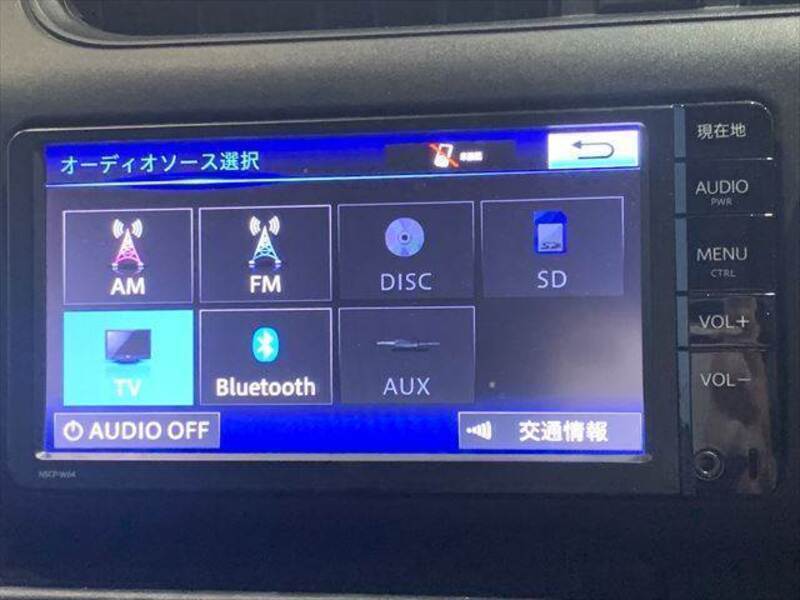 オーディオソース選択
AM
FM
DISC
SD
TV
Bluetooth
AUX
AUDIO OFF
交通情報
現在地
AUDIO
PWR
MENU
CTRL
VOL+
VOL−
NSCP-W64